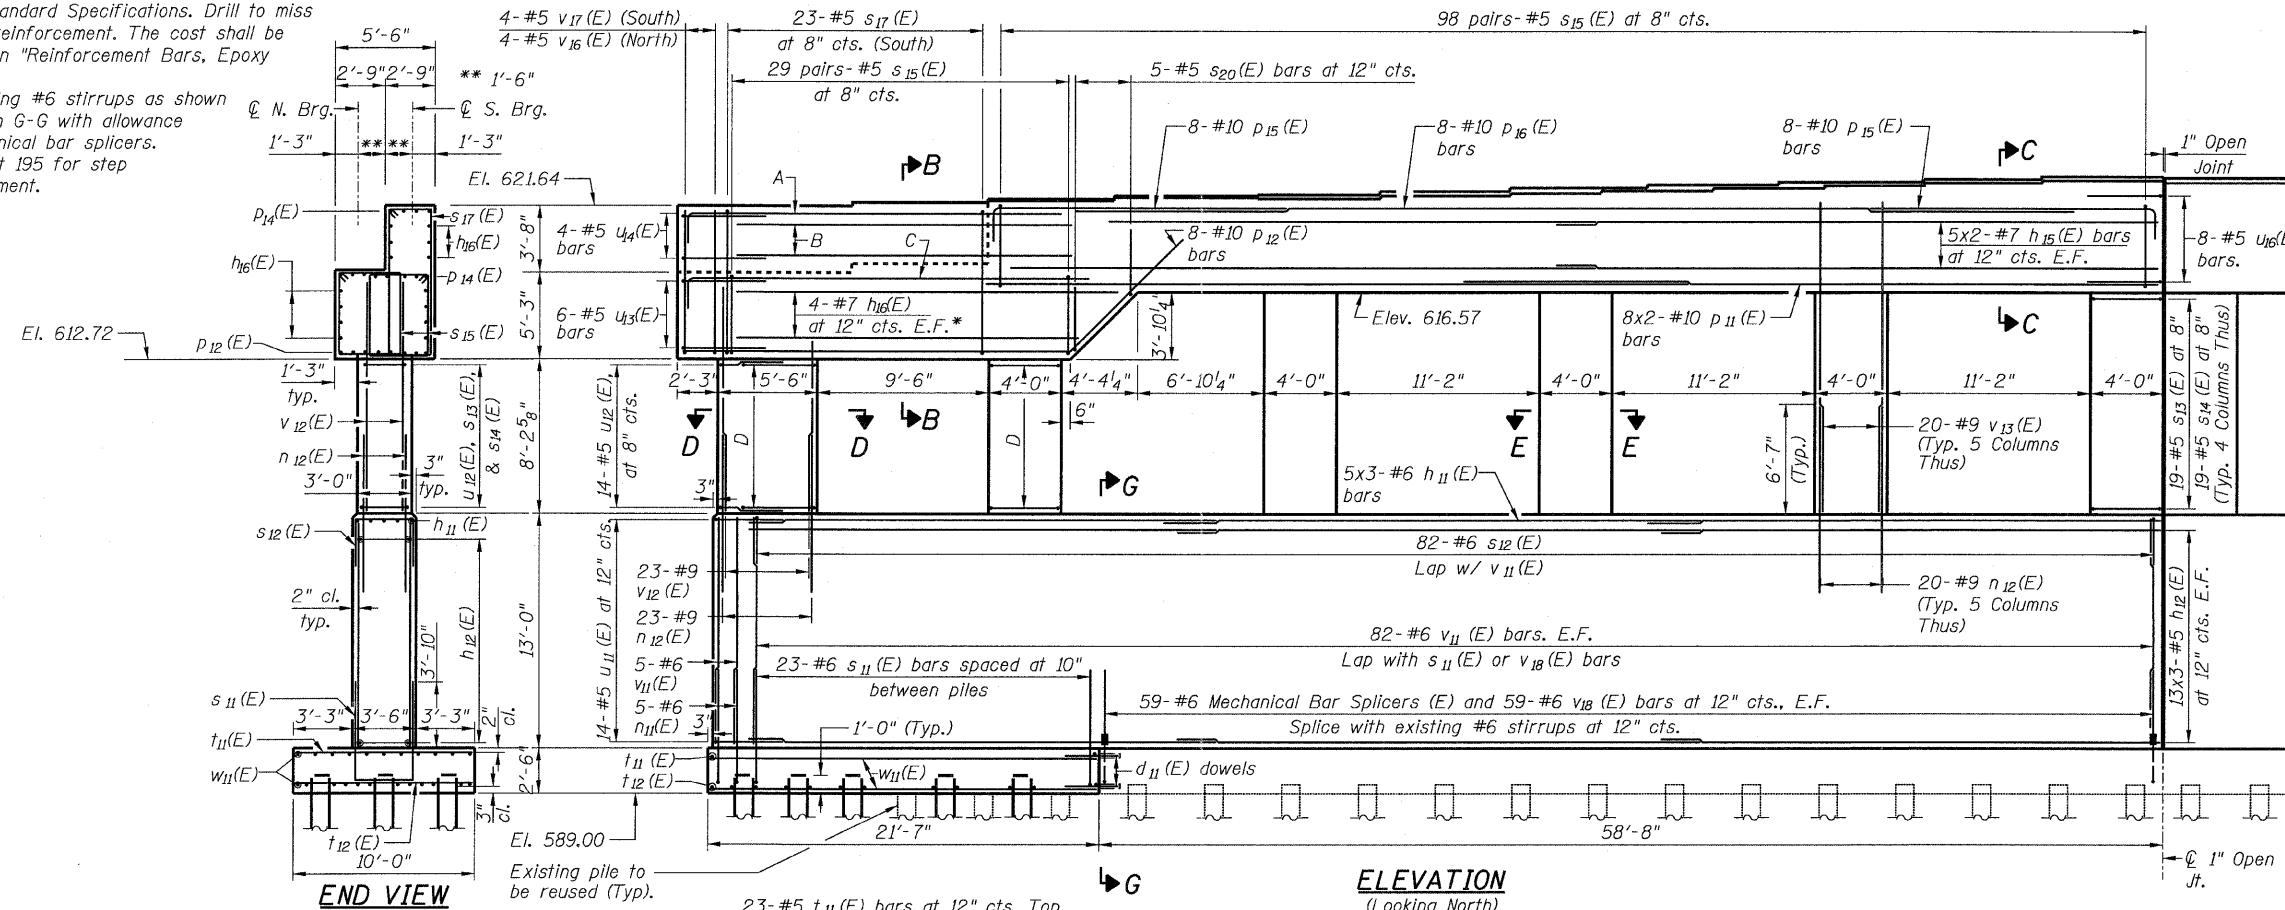 andard Specifications. Drill to miss
reinforcement. The cost shall be
n "Reinforcement Bars, Epoxy
ng #6 stirrups as shown
n G-G with allowance
nical bar splicers.
t 195 for step
ment.
5'-6"
2'-9" 2'-9"
** 1'-6"
℄ N. Brg.
℄ S. Brg.
1'-3"
** **
1'-3"
4-#5 v17(E) (South)
4-#5 v16(E) (North)
23-#5 s17(E)
at 8" cts. (South)
98 pairs-#5 s15(E) at 8" cts.
29 pairs-#5 s15(E)
at 8" cts.
5-#5 s20(E) bars at 12" cts.
8-#10 p15(E)
8-#10 p16(E)
bars
8-#10 p15(E)
bars
B
C
1" Open
Joint
El. 621.64
A
p14(E)
s17(E)
h16(E)
3'-8"
4-#5 u14(E)
bars
B
C
8-#10 p12(E)
bars
5x2-#7 h15(E) bars
at 12" cts. E.F.
8-#5 u16(E
bars.
h16(E)
p14(E)
El. 612.72
5'-3"
6-#5 u13(E)
bars
4-#7 h16(E)
at 12" cts. E.F.*
3'-10¼"
Elev. 616.57
8x2-#10 p11(E)
bars
C
s15(E)
p12(E)
1'-3"
typ.
2'-3"
5'-6"
9'-6"
4'-0"
4'-4¼"
6'-10¼"
4'-0"
11'-2"
4'-0"
11'-2"
4'-0"
11'-2"
4'-0"
19-#5 s13(E) at 8"
19-#5 s14(E) at 8"
(Typ. 4 Columns Thus)
v12(E)
n12(E)
3'-0"
3"
typ.
u12(E), s13(E),
& s14(E)
8'-2⅝"
14-#5 u12(E),
at 8" cts.
D
D
D
D
B
6"
E
E
6'-7"
(Typ.)
20-#9 v13(E)
(Typ. 5 Columns
Thus)
3"
G
5x3-#6 h11(E)
bars
h11(E)
s12(E)
82-#6 s12(E)
Lap w/ v11(E)
2" cl.
typ.
h12(E)
3'-10"
13'-0"
14-#5 u11(E) at 12" cts.
23-#9
v12(E)
23-#9
n12(E)
5-#6
v11(E)
5-#6
n11(E)
20-#9 n12(E)
(Typ. 5 Columns
Thus)
13x3-#5 h12(E)
at 12" cts. E.F.
82-#6 v11(E) bars. E.F.
Lap with s11(E) or v18(E) bars
23-#6 s11(E) bars spaced at 10"
between piles
59-#6 Mechanical Bar Splicers (E) and 59-#6 v18(E) bars at 12" cts., E.F.
Splice with existing #6 stirrups at 12" cts.
s11(E)
3'-3"
3'-6"
3'-3"
2"
cl.
3"
1'-0" (Typ.)
t11(E)
w11(E)
2'-6"
t11(E)
t12(E)
w11(E)
d11(E) dowels
3"
cl.
t12(E)
10'-0"
El. 589.00
21'-7"
58'-8"
Existing pile to
be reused (Typ).
G
℄ 1" Open
Jt.
END VIEW
ELEVATION
(Looking North)
23-#5 t11(E) bars at 12" cts. Top